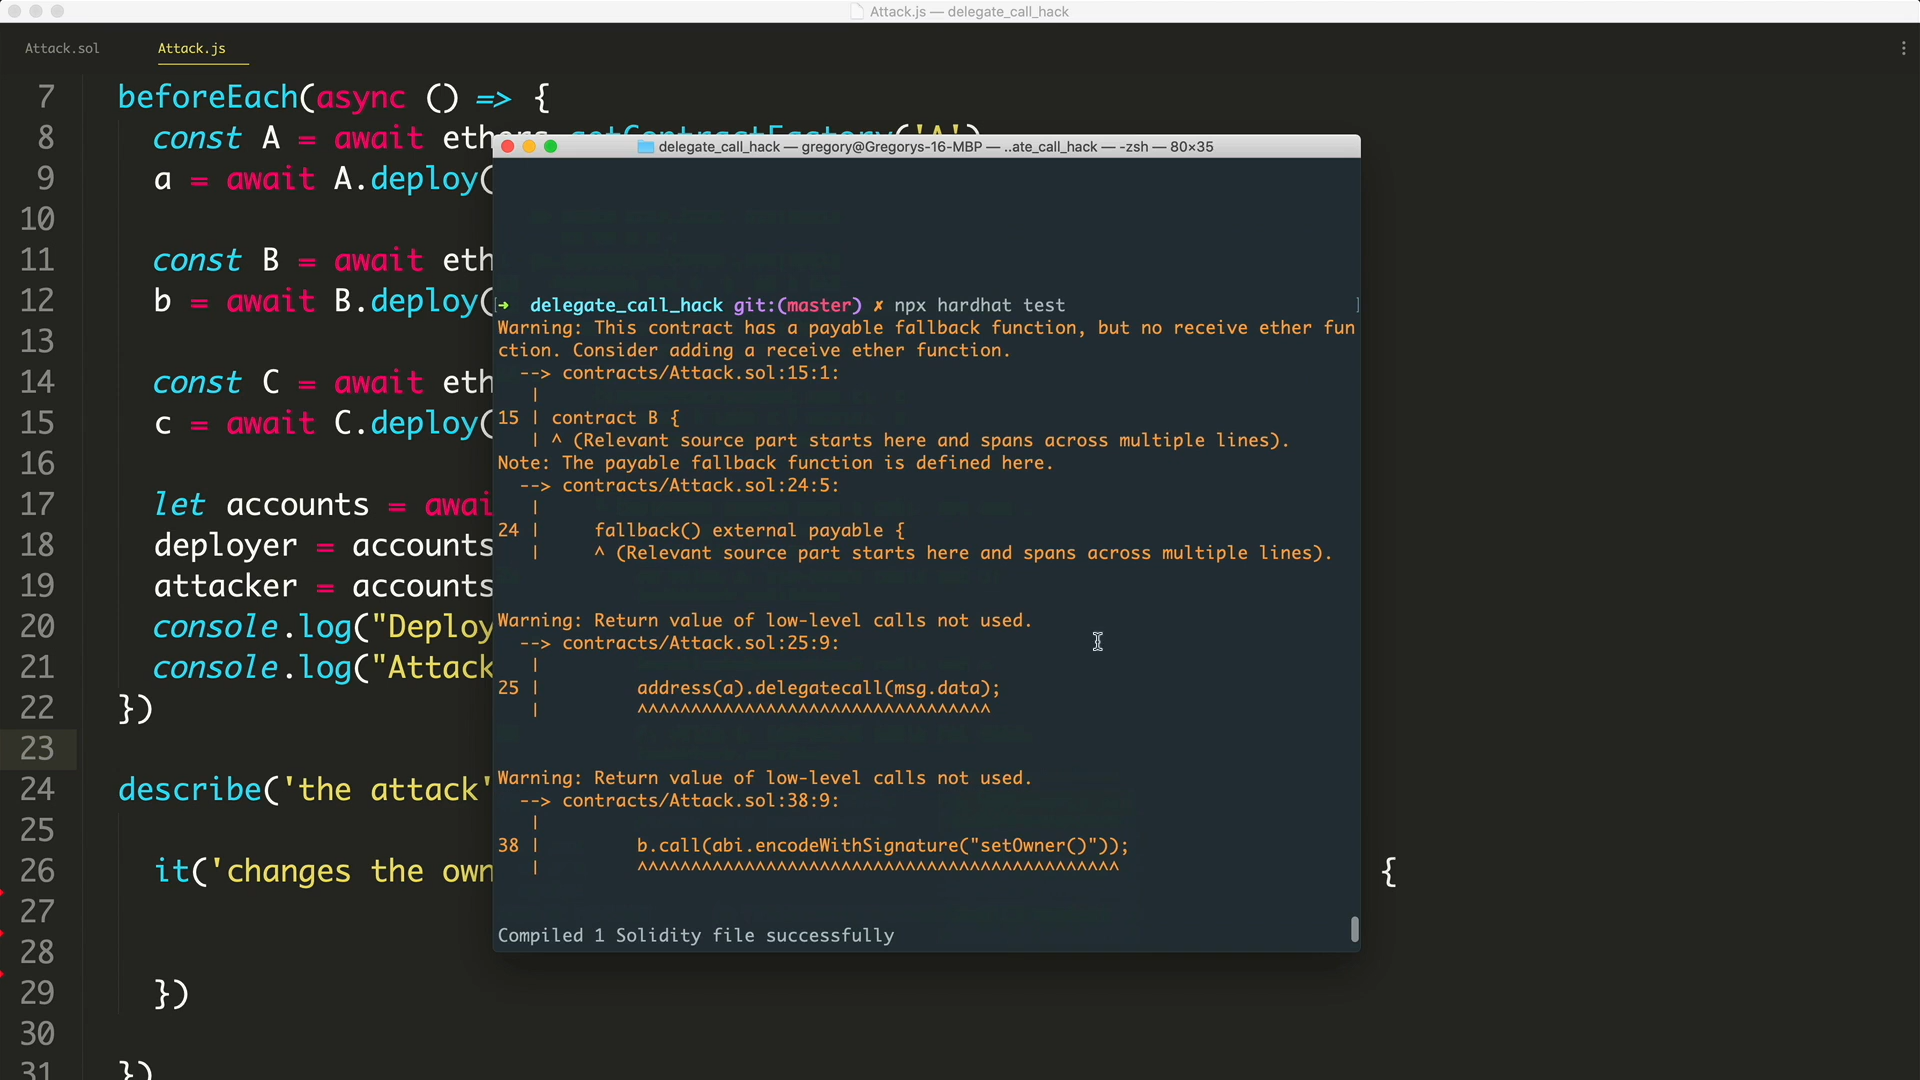 Attack.js — delegate_call_hack
Attack.sol
Attack.js
7 beforeEach(async () => {
8 const A = await ethers.getContractFactory('A')
9 a = await A.deploy(
10
11 const B = await eth
12 b = await B.deploy(
13
14 const C = await eth
15 c = await C.deploy(
16
17 let accounts = awai
18 deployer = accounts
19 attacker = accounts
20 console.log("Deploy
21 console.log("Attack
22 })
23
24 describe('the attack'
25
26 it('changes the own {
27
28
29 })
30
31 })
delegate_call_hack — gregory@Gregorys-16-MBP — ..ate_call_hack — -zsh — 80×35
[→ delegate_call_hack git:(master) ✗ npx hardhat test ]
Warning: This contract has a payable fallback function, but no receive ether fun
ction. Consider adding a receive ether function.
--> contracts/Attack.sol:15:1:
|
15 | contract B {
| ^ (Relevant source part starts here and spans across multiple lines).
Note: The payable fallback function is defined here.
--> contracts/Attack.sol:24:5:
|
24 | fallback() external payable {
| ^ (Relevant source part starts here and spans across multiple lines).
Warning: Return value of low-level calls not used.
--> contracts/Attack.sol:25:9:
|
25 | address(a).delegatecall(msg.data);
| ^^^^^^^^^^^^^^^^^^^^^^^^^^^^^^^^^
Warning: Return value of low-level calls not used.
--> contracts/Attack.sol:38:9:
|
38 | b.call(abi.encodeWithSignature("setOwner()"));
| ^^^^^^^^^^^^^^^^^^^^^^^^^^^^^^^^^^^^^^^^^^^^^
Compiled 1 Solidity file successfully